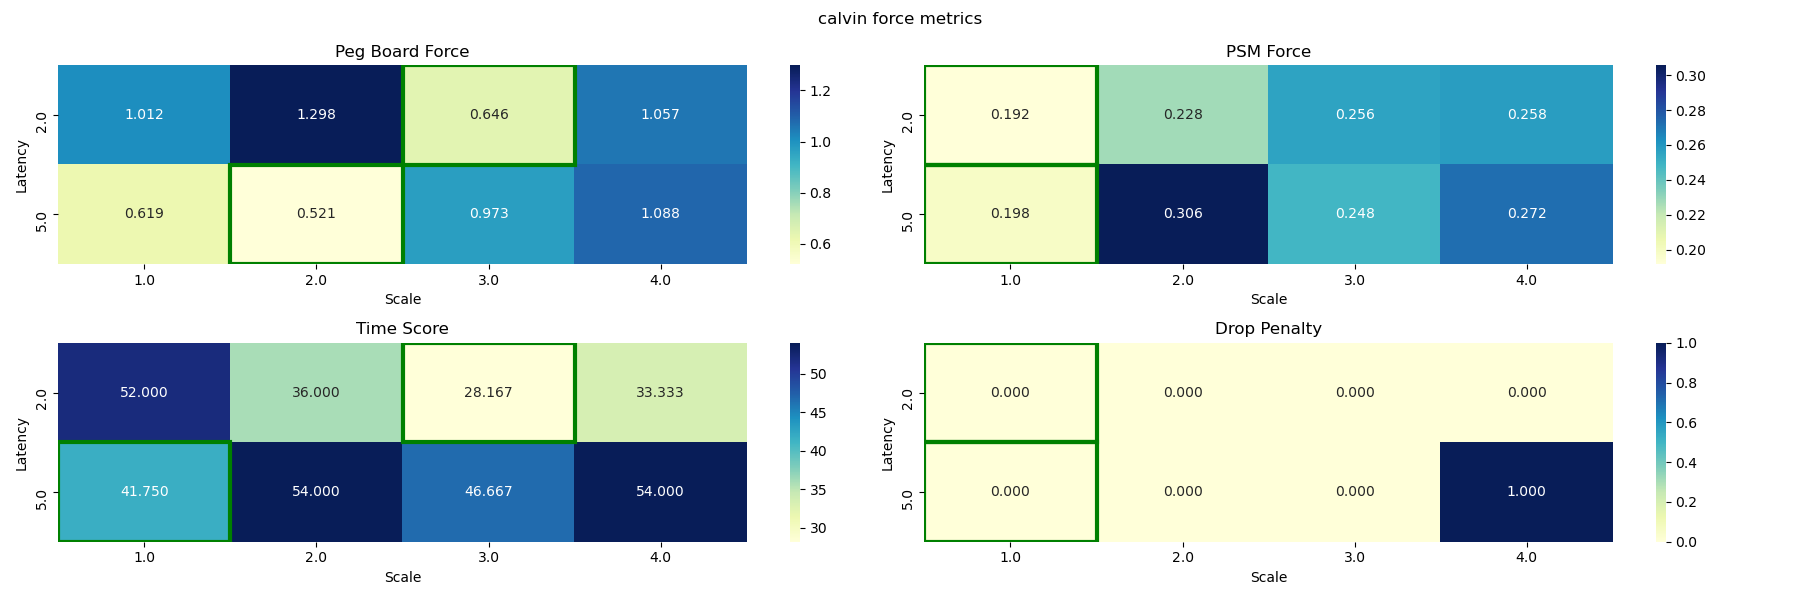 calvin force metrics
Peg Board Force
PSM Force
1.012 1.298 0.646 1.057
0.619 0.521 0.973 1.088
2.0
5.0
Latency
1.0 2.0 3.0 4.0
Scale
1.2
1.0
0.8
0.6
0.192 0.228 0.256 0.258
0.198 0.306 0.248 0.272
2.0
5.0
Latency
1.0 2.0 3.0 4.0
Scale
0.30
0.28
0.26
0.24
0.22
0.20
Time Score
Drop Penalty
52.000 36.000 28.167 33.333
41.750 54.000 46.667 54.000
2.0
5.0
Latency
1.0 2.0 3.0 4.0
Scale
50
45
40
35
30
0.000 0.000 0.000 0.000
0.000 0.000 0.000 1.000
2.0
5.0
Latency
1.0 2.0 3.0 4.0
Scale
1.0
0.8
0.6
0.4
0.2
0.0